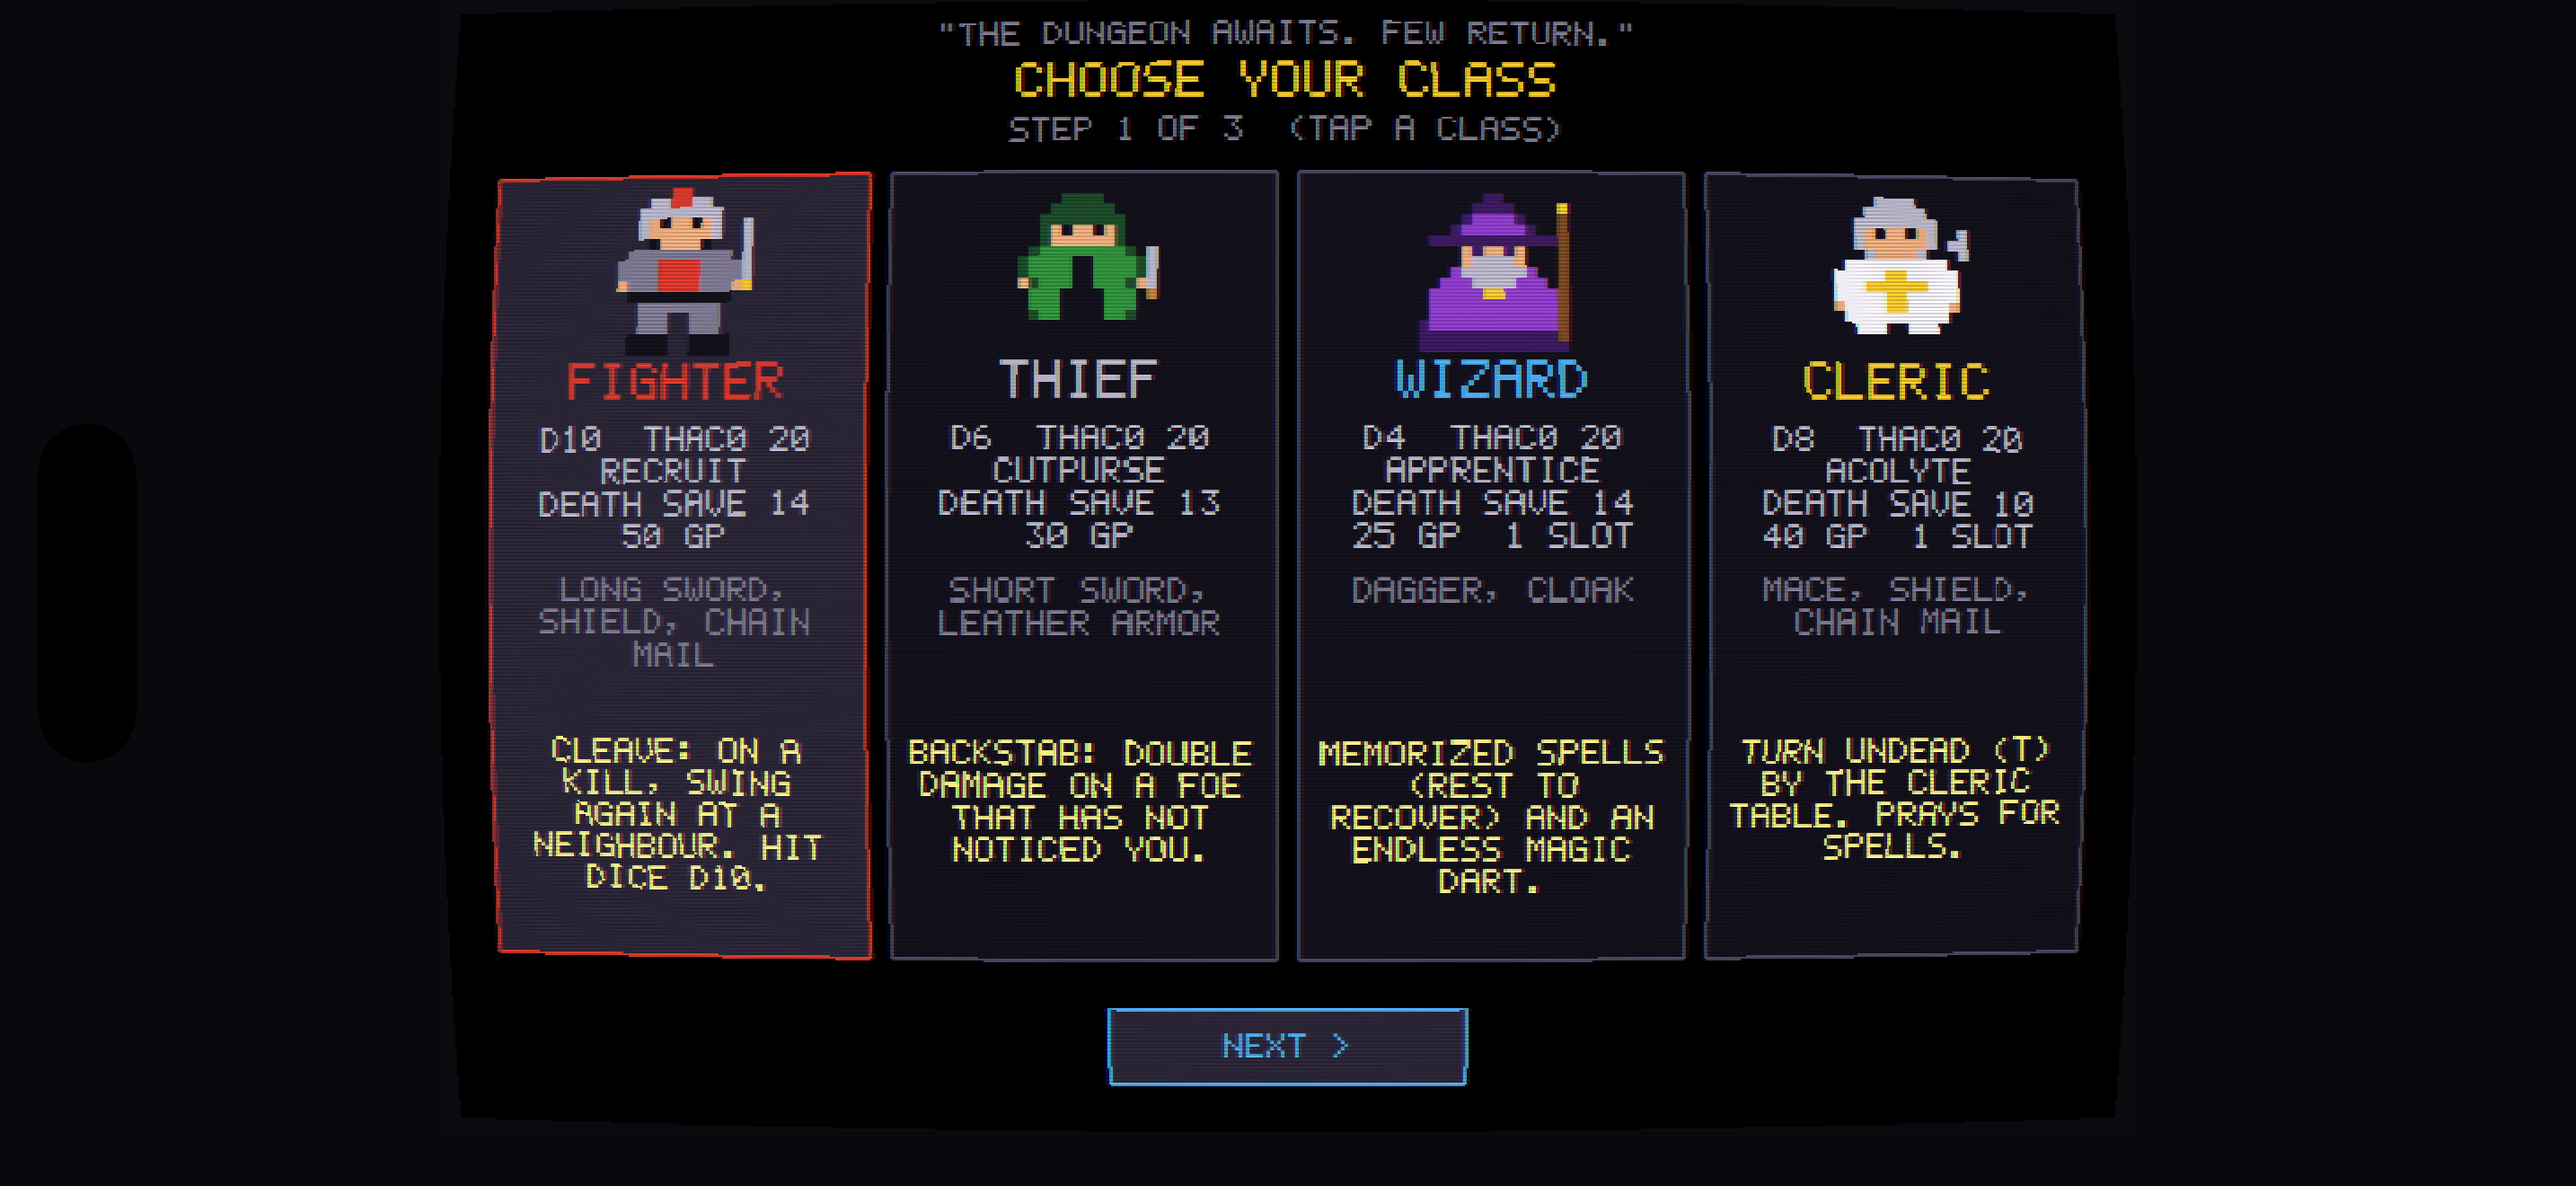 "THE DUNGEON AWAITS. FEW RETURN."
CHOOSE YOUR CLASS
STEP 1 OF 3 (TAP A CLASS)
FIGHTER
D10 THAC0 20
RECRUIT
DEATH SAVE 14
50 GP
LONG SWORD,
SHIELD, CHAIN
MAIL
CLEAVE: ON A
KILL, SWING
AGAIN AT A
NEIGHBOUR. HIT
DICE D10.
THIEF
D6 THAC0 20
CUTPURSE
DEATH SAVE 13
30 GP
SHORT SWORD,
LEATHER ARMOR
BACKSTAB: DOUBLE
DAMAGE ON A FOE
THAT HAS NOT
NOTICED YOU.
WIZARD
D4 THAC0 20
APPRENTICE
DEATH SAVE 14
25 GP 1 SLOT
DAGGER, CLOAK
MEMORIZED SPELLS
(REST TO
RECOVER) AND AN
ENDLESS MAGIC
DART.
CLERIC
D8 THAC0 20
ACOLYTE
DEATH SAVE 10
40 GP 1 SLOT
MACE, SHIELD,
CHAIN MAIL
TURN UNDEAD (T)
BY THE CLERIC
TABLE. PRAYS FOR
SPELLS.
NEXT >